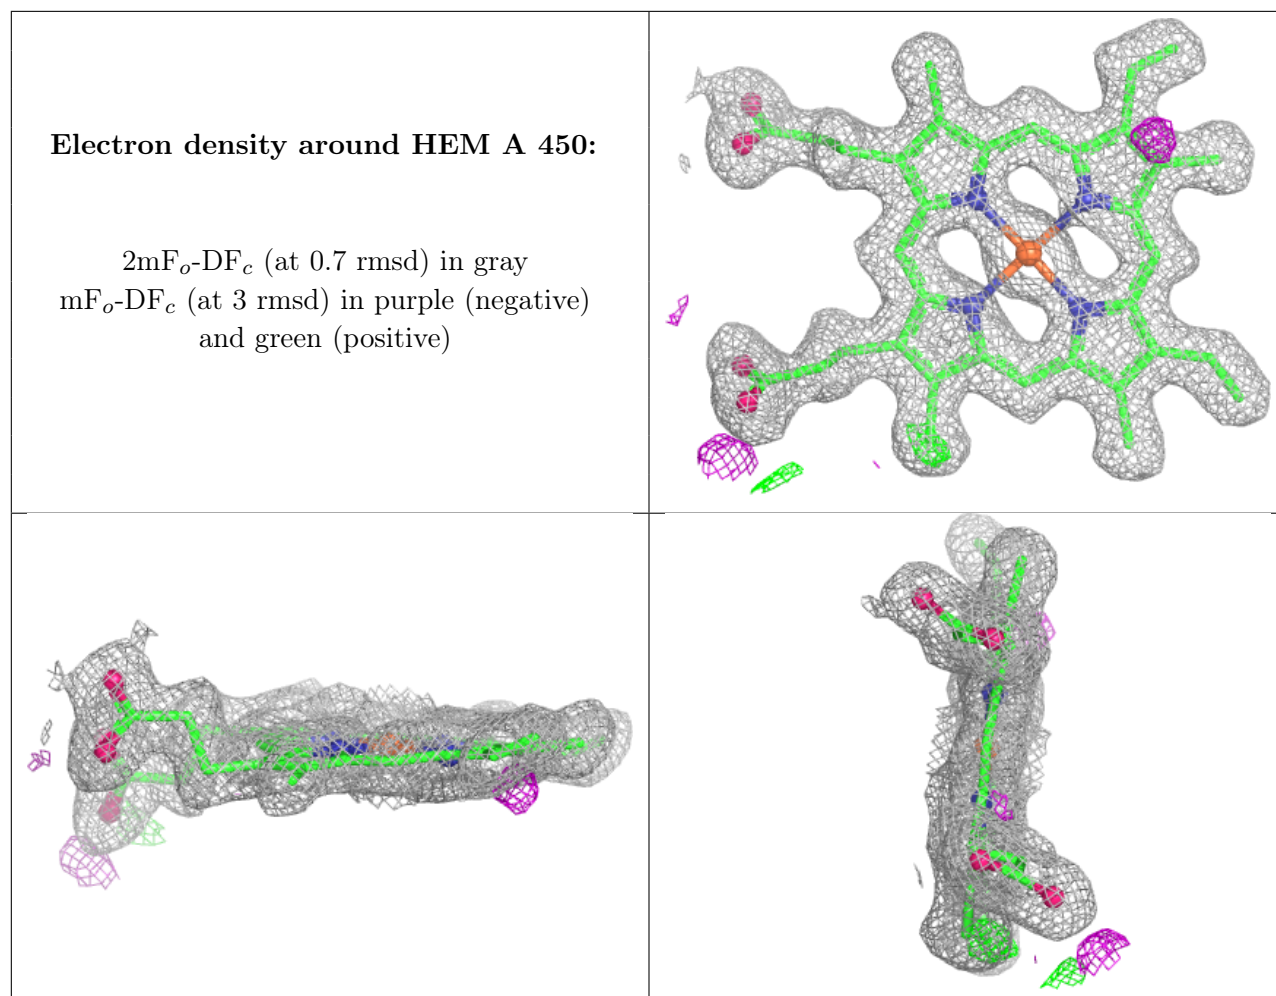 Electron density around HEM A 450:
2mFo-DFc (at 0.7 rmsd) in gray
mFo-DFc (at 3 rmsd) in purple (negative)
and green (positive)